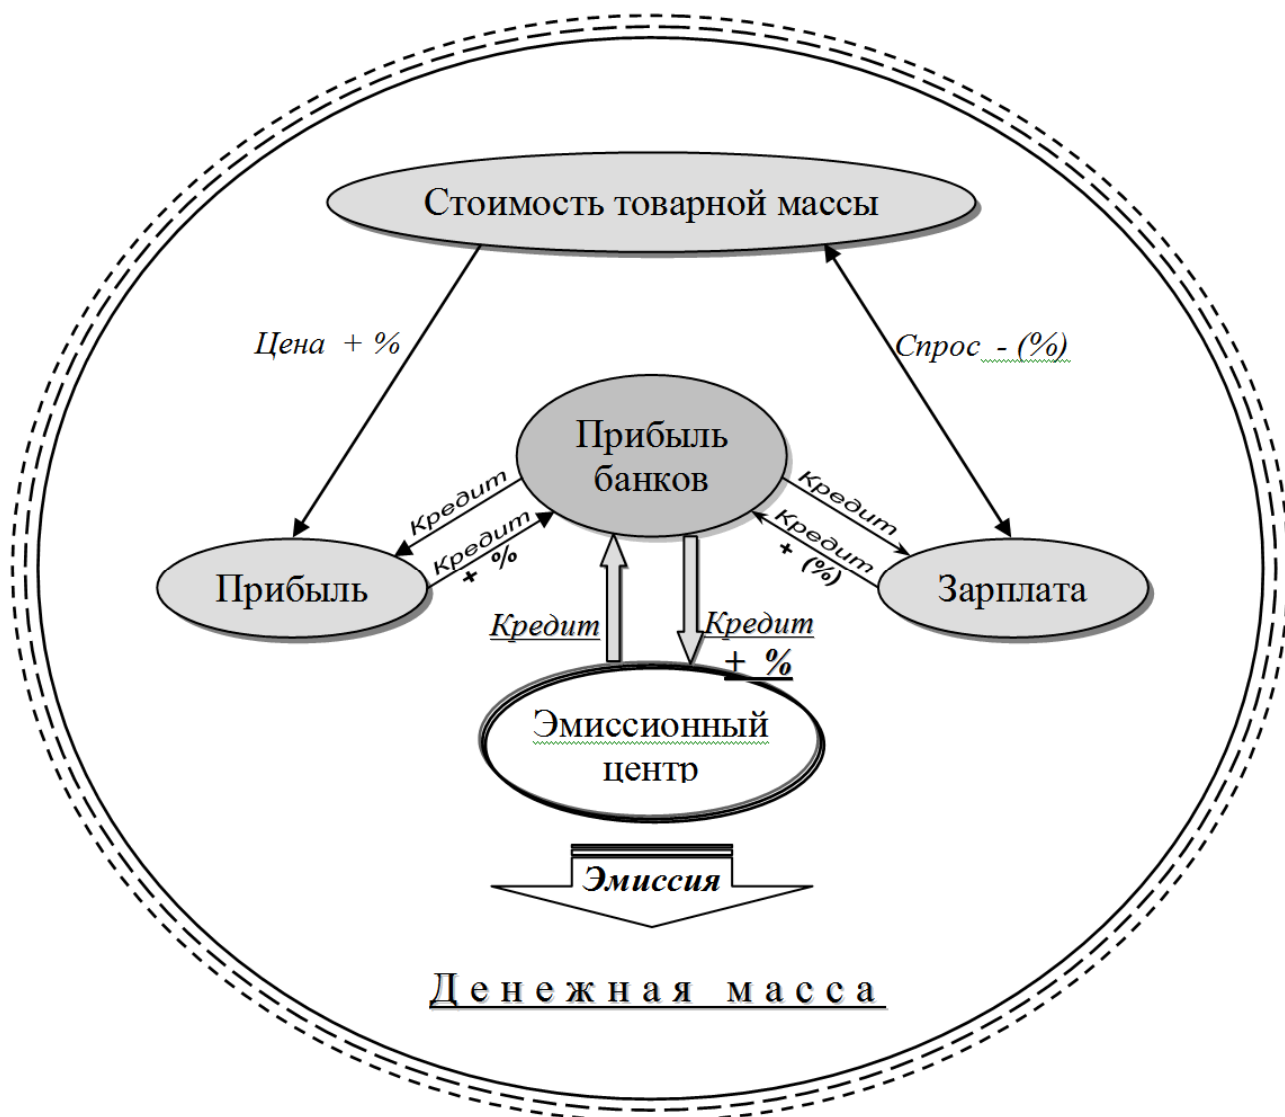 Стоимость товарной массы
Цена + %
Спрос - (%)
Прибыль
банков
Кредит
Кредит
+ %
Кредит
Кредит
+ (%)
Прибыль
Зарплата
Кредит
Кредит
+ %
Эмиссионный
центр
Эмиссия
Денежная масса